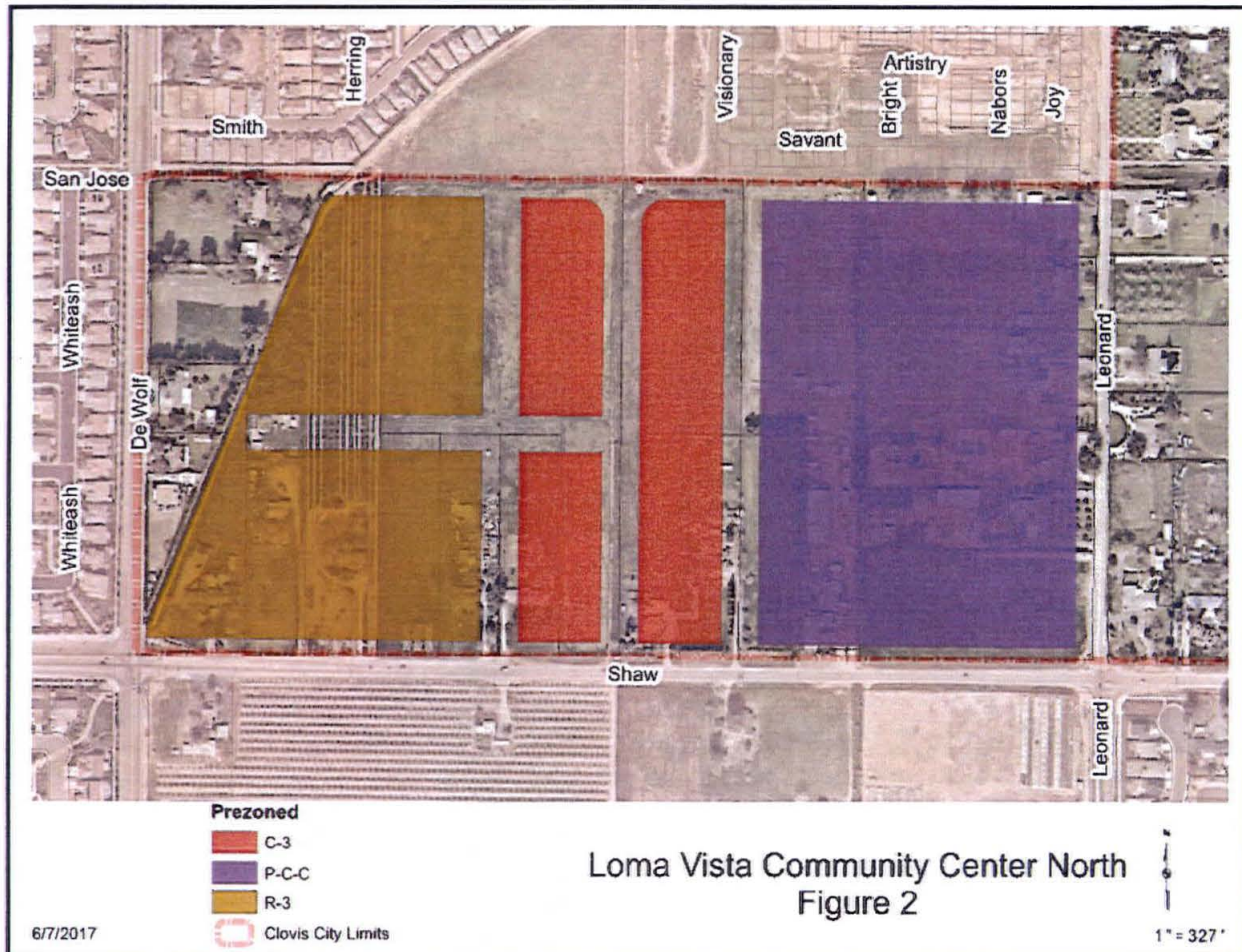 Herring
Visionary
Artistry
Bright
Nabors
Joy
Smith
Savant
San Jose
Whiteash
De Wolf
Leonard
Whiteash
Shaw
Leonard
Prezoned
C-3
P-C-C
R-3
Clovis City Limits
Loma Vista Community Center North
Figure 2
6/7/2017
1 " = 327 '